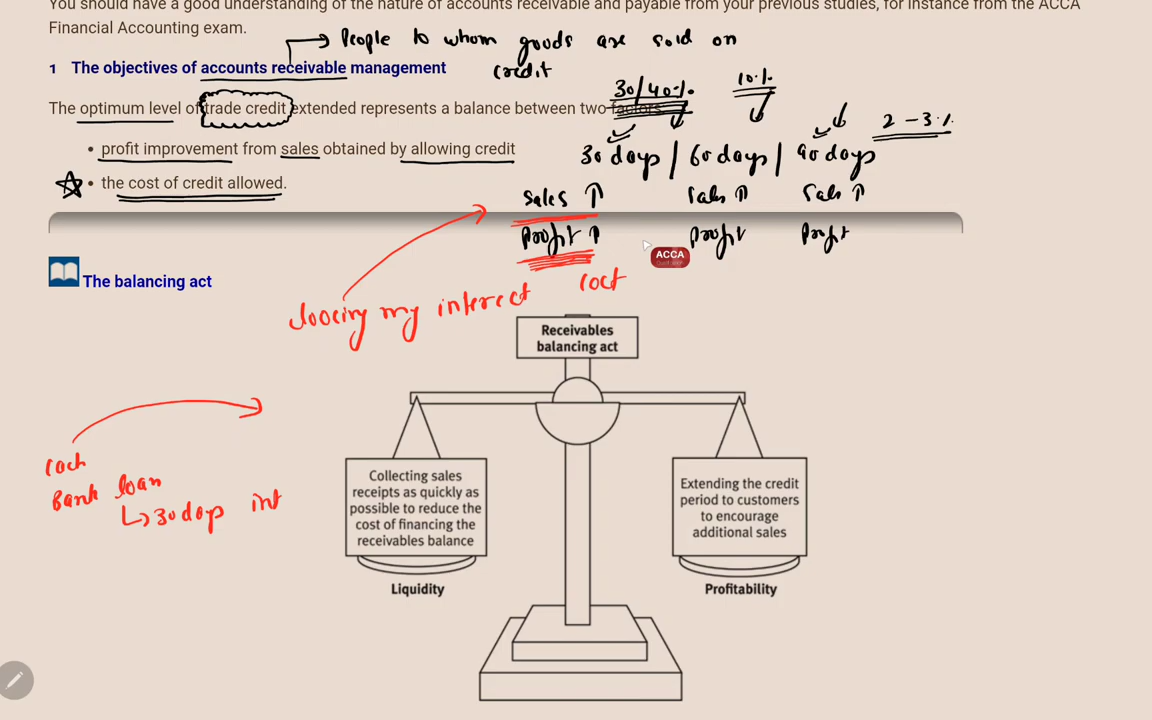 You should have a good understanding of the nature of accounts receivable and payable from your previous studies, for instance from the ACCA
Financial Accounting exam.
People to whom goods are sold on
credit
1 The objectives of accounts receivable management
30/40% 10%
The optimum level of trade credit extended represents a balance between two factors
2 - 3%
• profit improvement from sales obtained by allowing credit
30 days / 60 days / 90 days
• the cost of credit allowed.
Sales ↑ Sales ↑ Sales ↑
Profit ↑ Profit Profit
ACCA
The balancing act
cost
loosing my interest
Receivables
balancing act
cash
Bank loan
↳ 30 day int
Collecting sales
receipts as quickly as
possible to reduce the
cost of financing the
receivables balance
Liquidity
Extending the credit
period to customers
to encourage
additional sales
Profitability